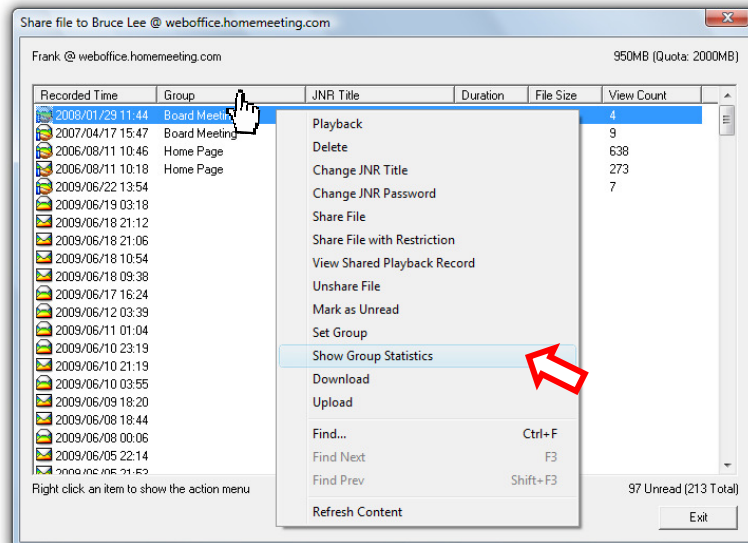 Share file to Bruce Lee @ weboffice.homemeeting.com
Frank @ weboffice.homemeeting.com 950MB (Quota: 2000MB)
Recorded Time Group JNR Title Duration File Size View Count
2008/01/29 11:44 Board Meeting 4
2007/04/17 15:47 Board Meeting 9
2006/08/11 10:46 Home Page 638
2006/08/11 10:18 Home Page 273
2009/06/22 13:54 7
2009/06/19 03:18
2009/06/18 21:12
2009/06/18 21:06
2009/06/18 10:54
2009/06/18 09:38
2009/06/17 16:24
2009/06/12 03:39
2009/06/11 01:04
2009/06/10 23:19
2009/06/10 21:19
2009/06/10 03:55
2009/06/09 18:20
2009/06/08 18:44
2009/06/08 00:06
2009/06/05 22:14
2009/06/05 21:52
Playback
Delete
Change JNR Title
Change JNR Password
Share File
Share File with Restriction
View Shared Playback Record
Unshare File
Mark as Unread
Set Group
Show Group Statistics
Download
Upload
Find... Ctrl+F
Find Next F3
Find Prev Shift+F3
Refresh Content
Right click an item to show the action menu 97 Unread (213 Total)
Exit